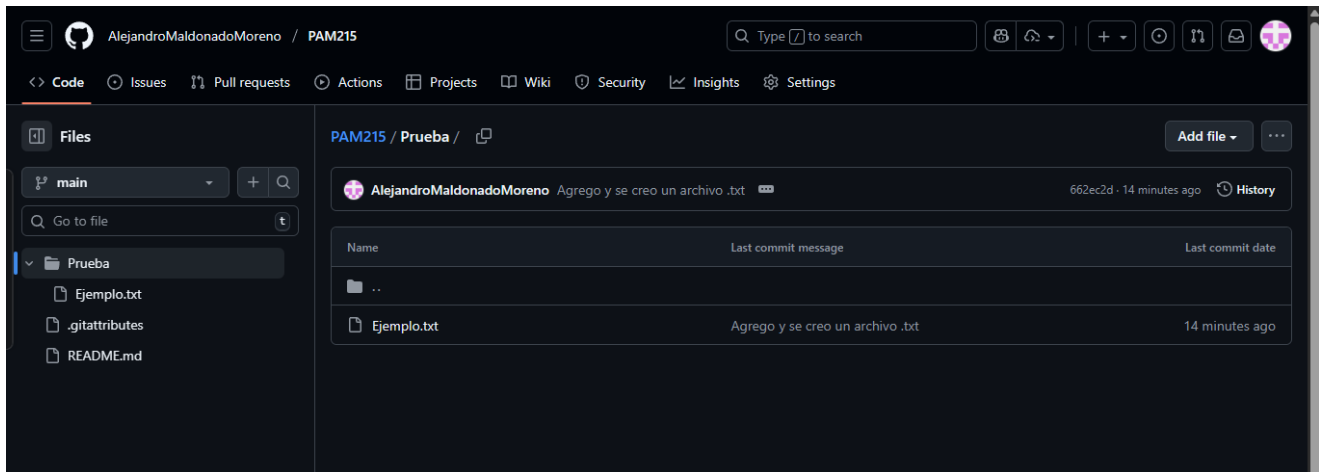 AlejandroMaldonadoMoreno / PAM215
Type / to search
Code Issues Pull requests Actions Projects Wiki Security Insights Settings
Files
main
Go to file t
Prueba
Ejemplo.txt
.gitattributes
README.md
PAM215 / Prueba /
Add file
AlejandroMaldonadoMoreno Agrego y se creo un archivo .txt
662ec2d · 14 minutes ago History
Name Last commit message Last commit date
..
Ejemplo.txt Agrego y se creo un archivo .txt 14 minutes ago